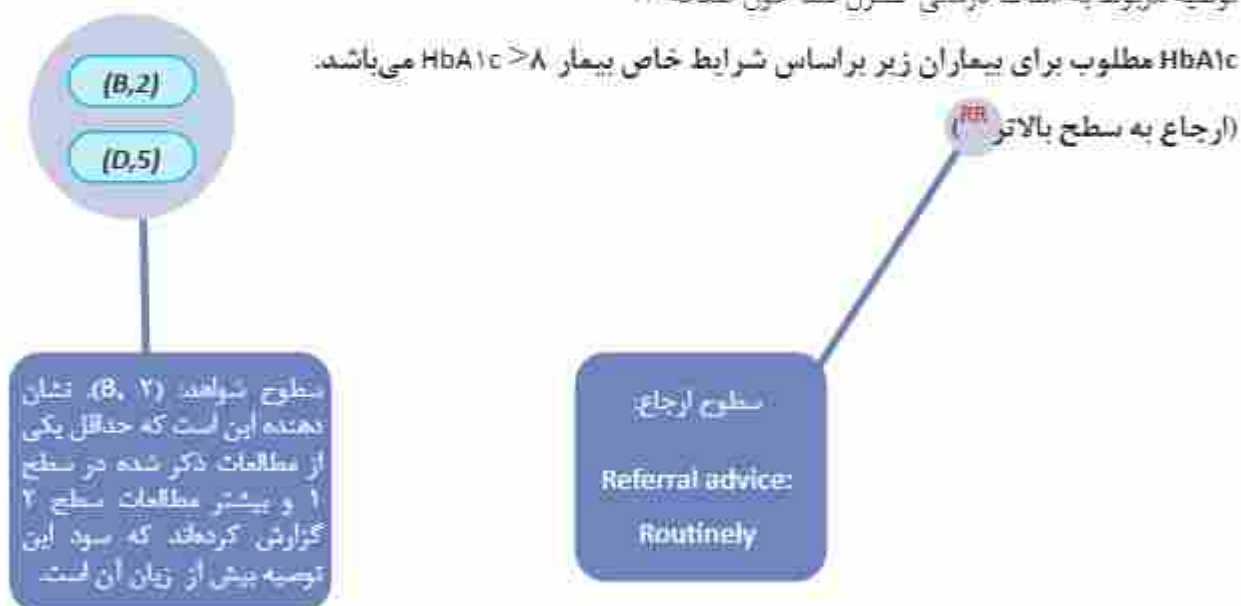 HbA1c مطلوب برای بیماران زیر براساس شرایط خاص بیمار HbA1c >۸ می‌باشد.
(ارجاع به سطح بالاتر RR)
(B,2)
(D,5)
سطوح شواهد: (B, ۲). نشان
دهنده این است که حداقل یکی
از مطالعات ذکر شده در سطح
۱ و بیشتر مطالعات سطح ۲
گزارش کرده‌اند که سود این
توصیه بیش از زیان آن است.
سطوح ارجاع:
Referral advice:
Routinely